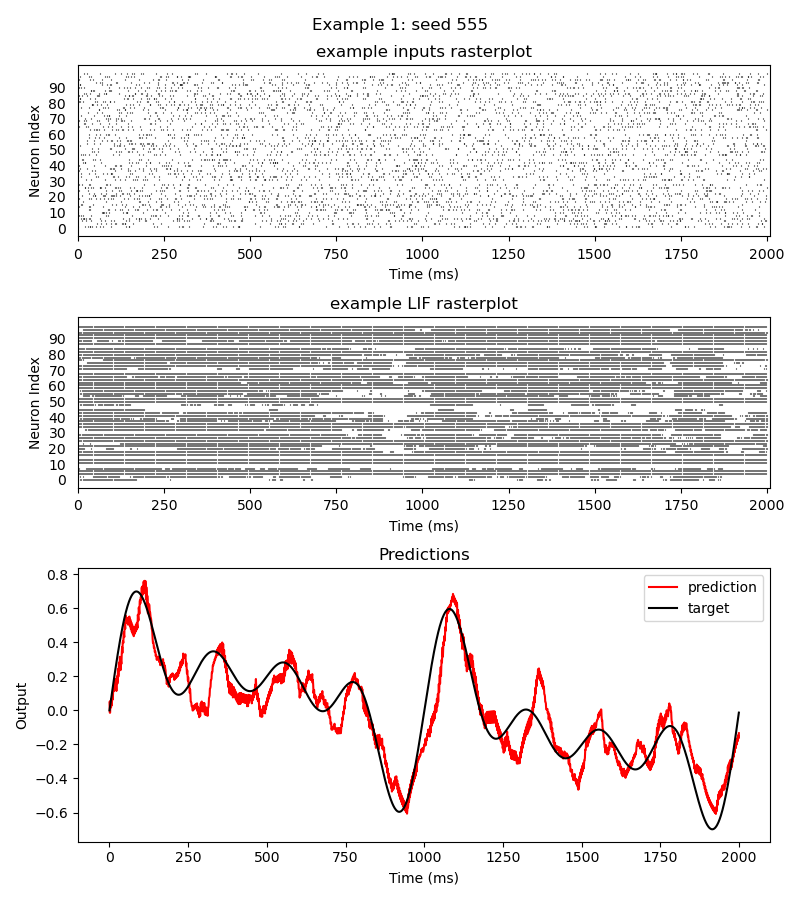 Example 1: seed 555
example inputs rasterplot
Neuron Index
90
80
70
60
50
40
30
20
10
0
0 250 500 750 1000 1250 1500 1750 2000
Time (ms)
example LIF rasterplot
Neuron Index
90
80
70
60
50
40
30
20
10
0
0 250 500 750 1000 1250 1500 1750 2000
Time (ms)
Predictions
Output
0.8
0.6
0.4
0.2
0.0
−0.2
−0.4
−0.6
prediction
target
0 250 500 750 1000 1250 1500 1750 2000
Time (ms)